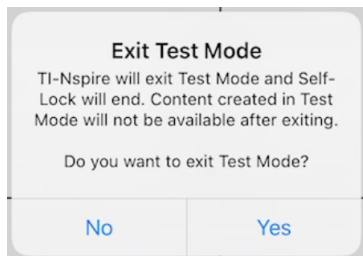 Exit Test Mode
TI-Nspire will exit Test Mode and Self-
Lock will end. Content created in Test
Mode will not be available after exiting.
Do you want to exit Test Mode?
No
Yes